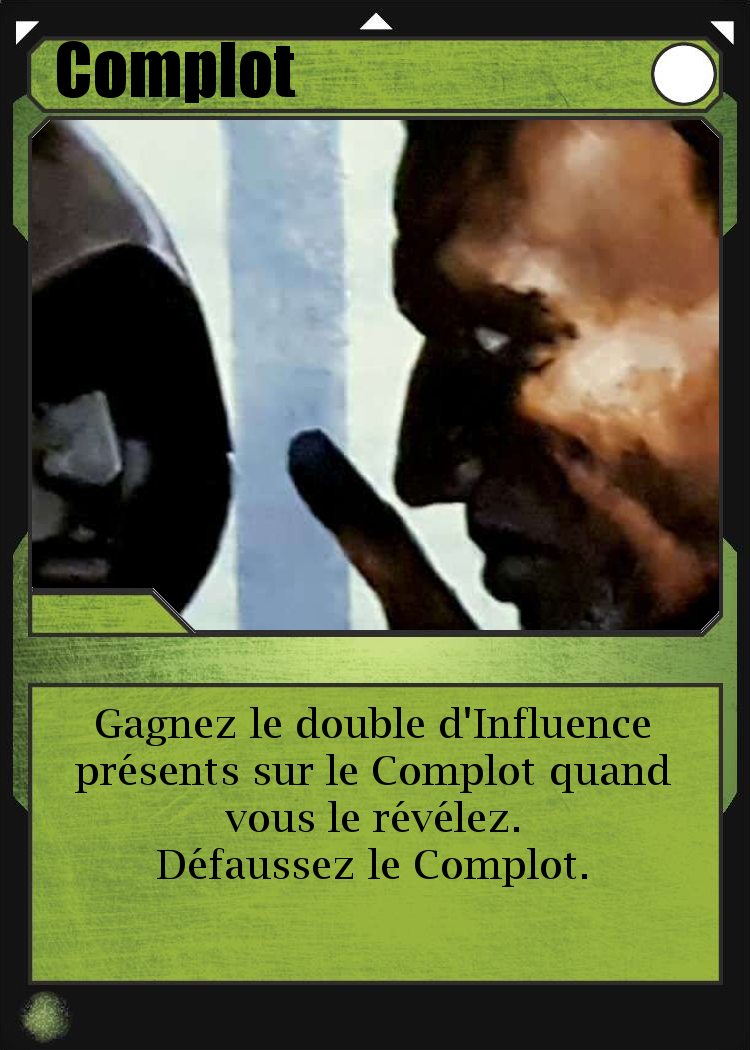 Complot
Gagnez le double d'Influence
présents sur le Complot quand
vous le révélez.
Défaussez le Complot.